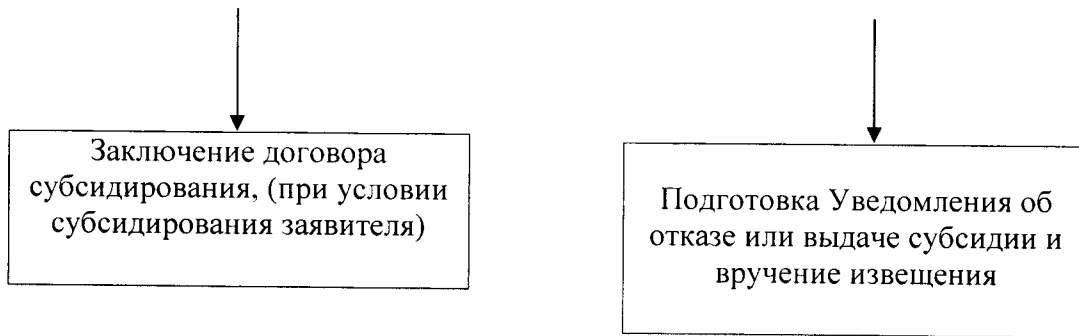 Заключение договора
субсидирования, (при условии
субсидирования заявителя)
Подготовка Уведомления об
отказе или выдаче субсидии и
вручение извещения